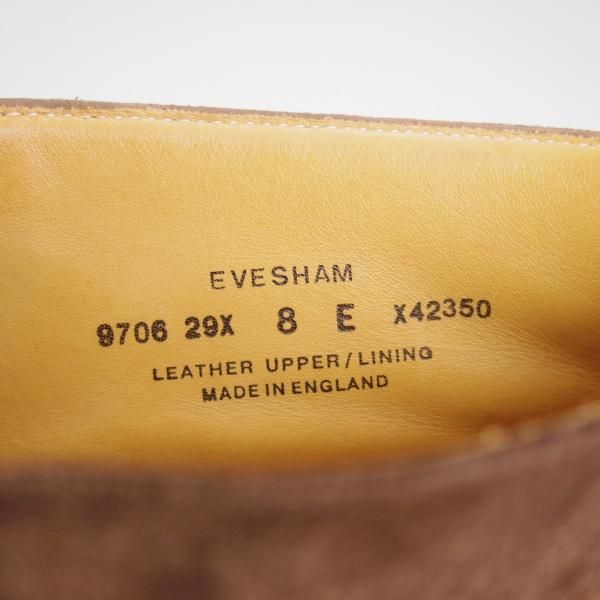 EVESHAM
9706 29X 8 E X42350
LEATHER UPPER/LINING
MADE IN ENGLAND